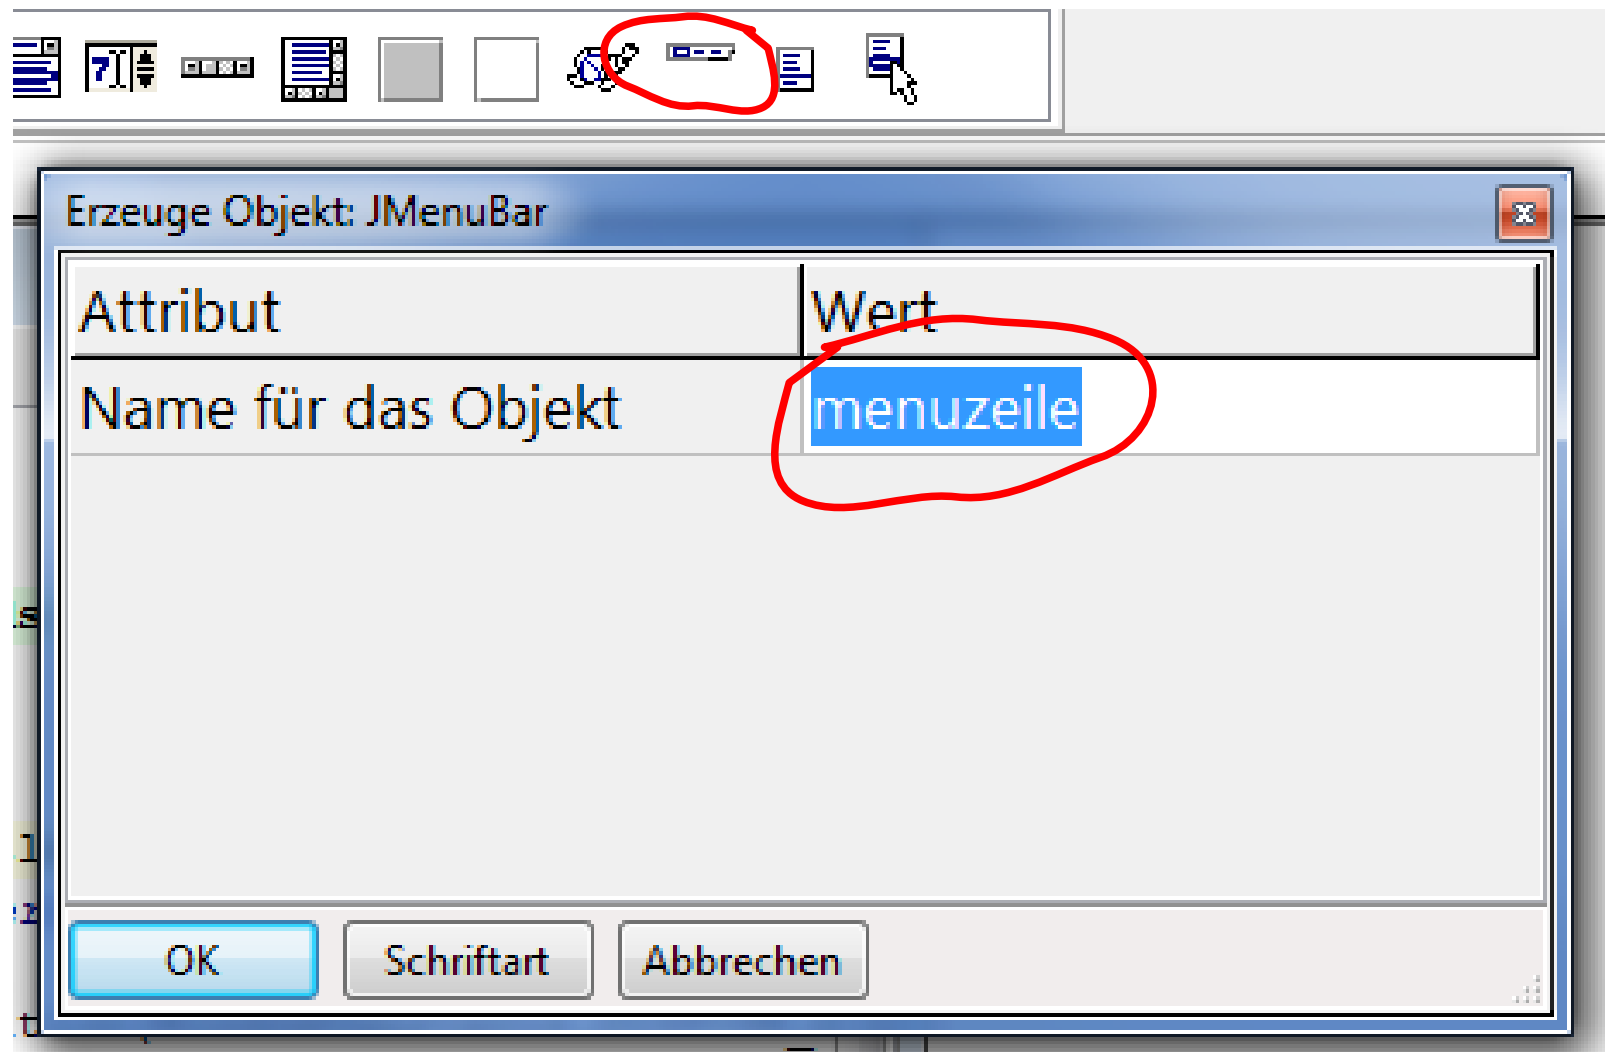 Erzeuge Objekt: JMenuBar
Attribut Wert
Name für das Objekt menuzeile
OK Schriftart Abbrechen